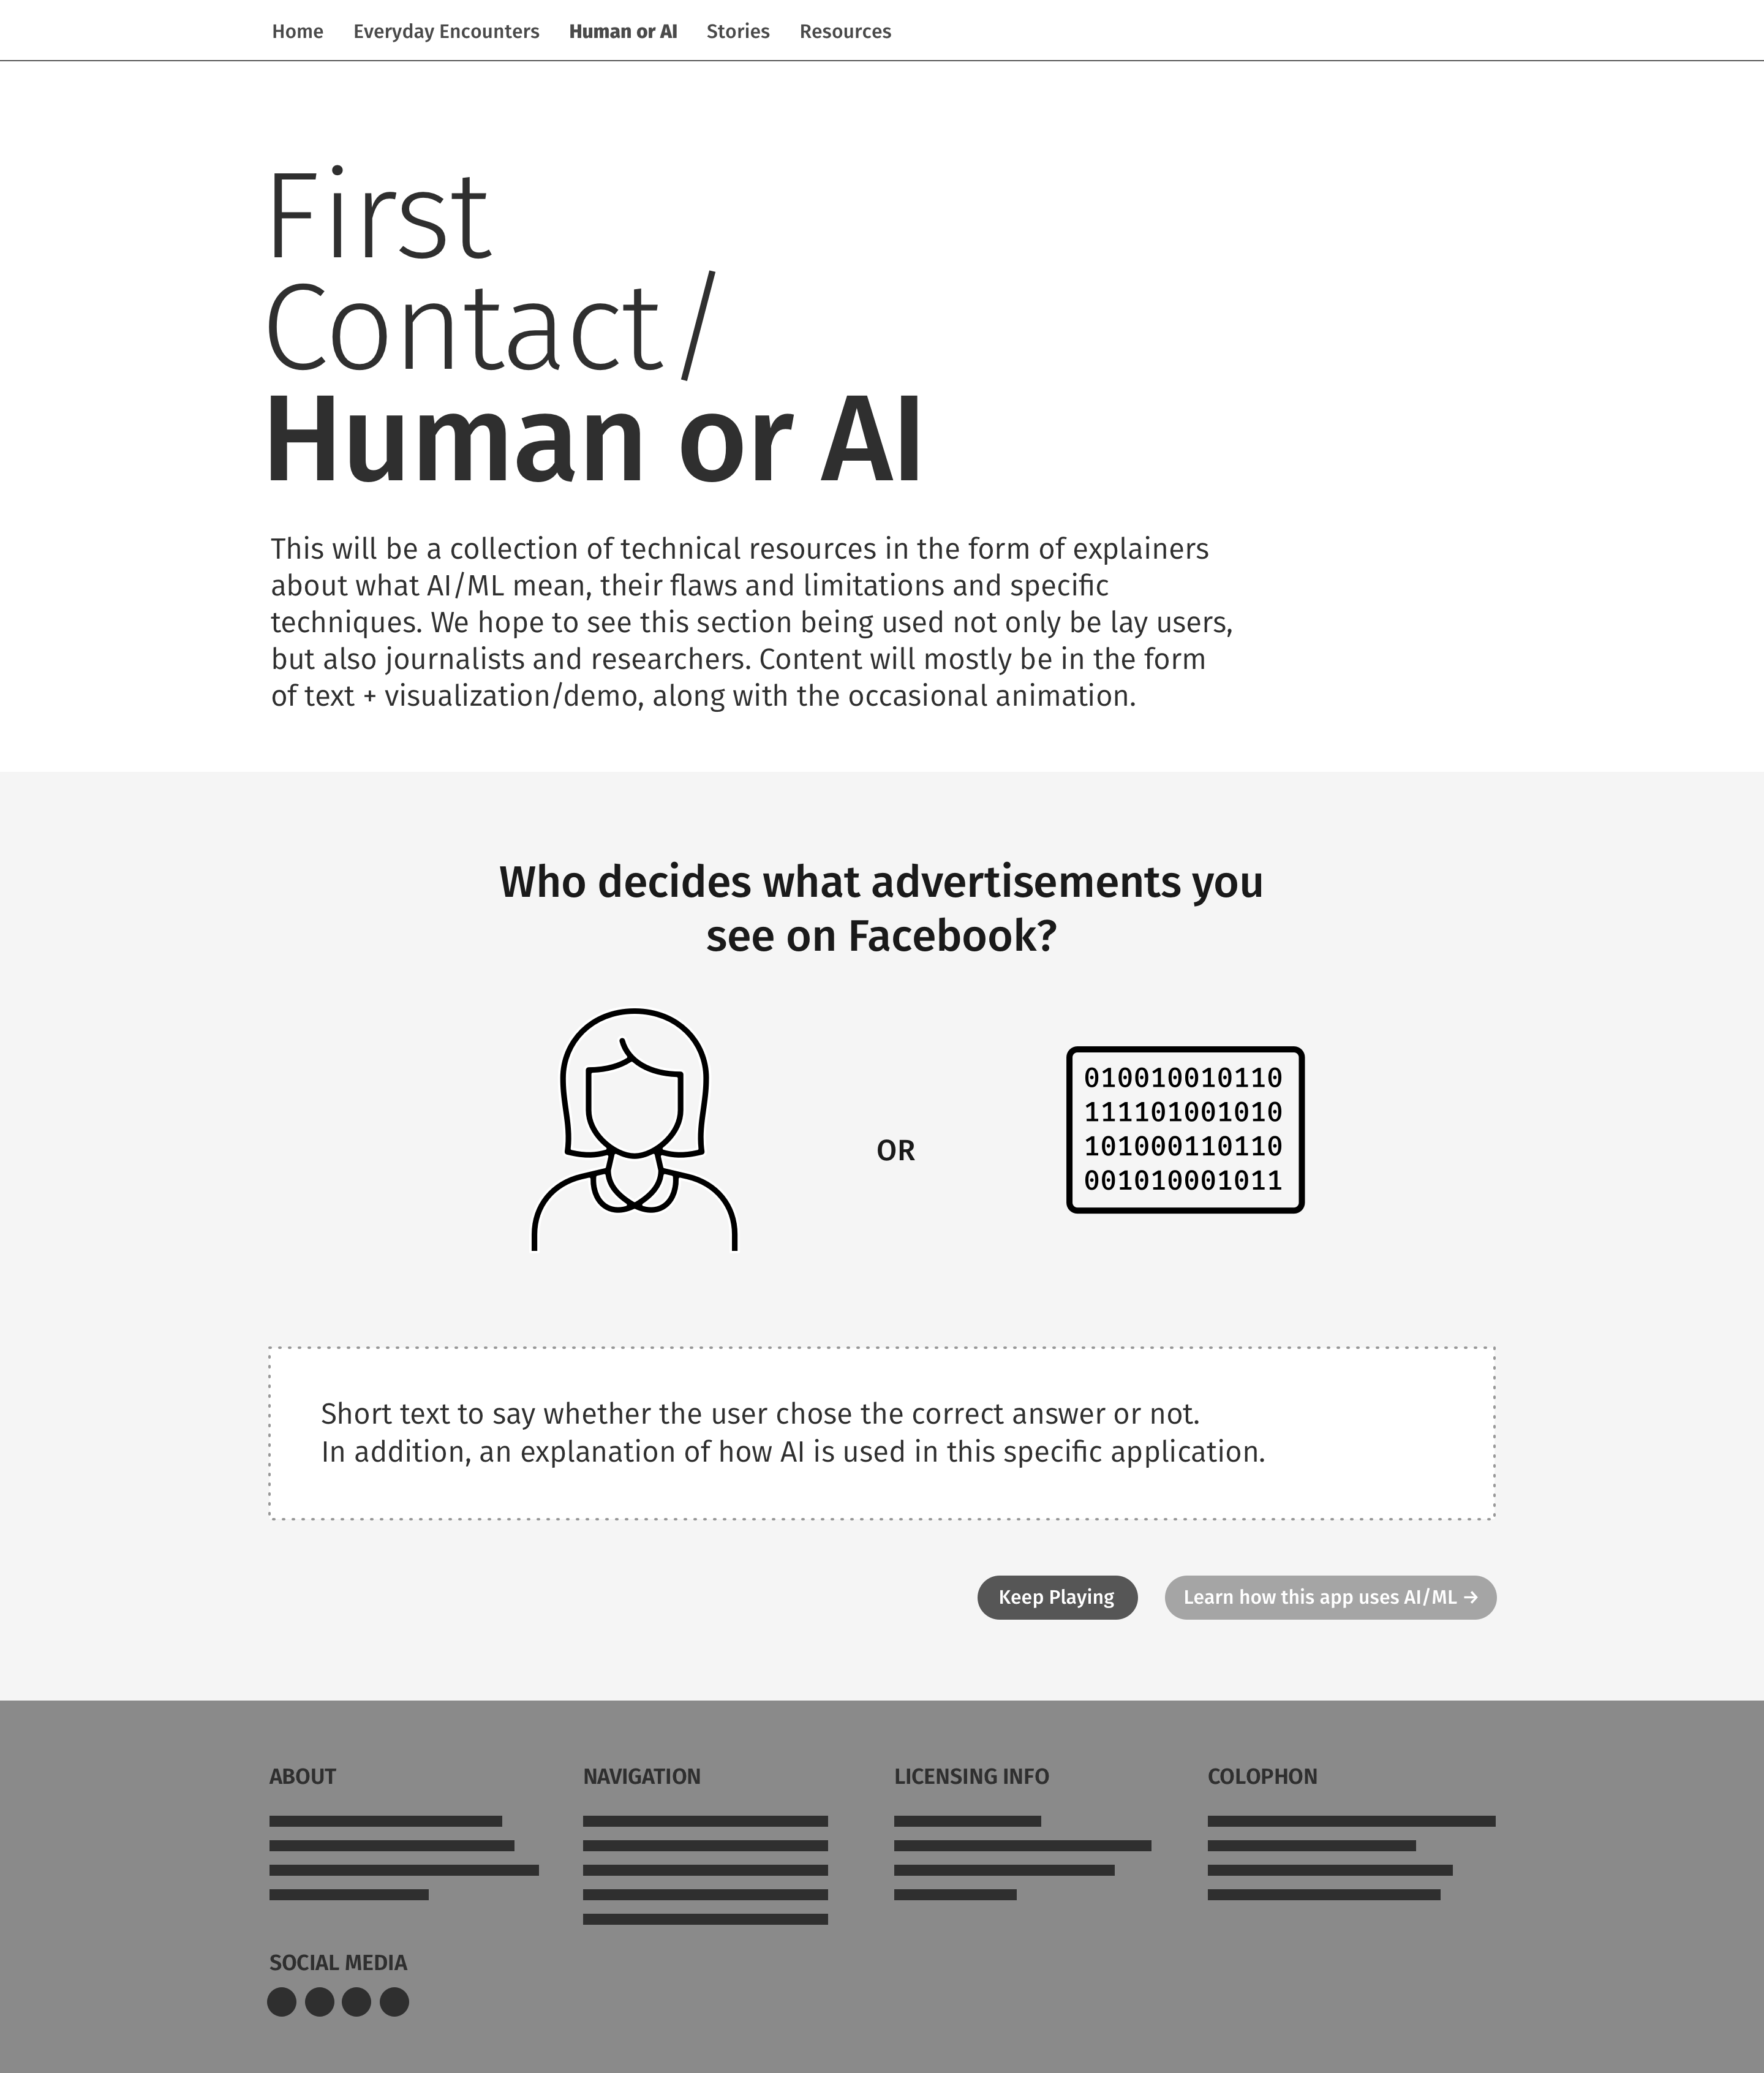 Home Everyday Encounters Human or AI Stories Resources
First
Contact/
Human or AI
This will be a collection of technical resources in the form of explainers
about what AI/ML mean, their flaws and limitations and specific
techniques. We hope to see this section being used not only be lay users,
but also journalists and researchers. Content will mostly be in the form
of text + visualization/demo, along with the occasional animation.
Who decides what advertisements you
see on Facebook?
OR
010010010110
111101001010
101000110110
001010001011
Short text to say whether the user chose the correct answer or not.
In addition, an explanation of how AI is used in this specific application.
Keep Playing Learn how this app uses AI/ML →
ABOUT NAVIGATION LICENSING INFO COLOPHON
SOCIAL MEDIA